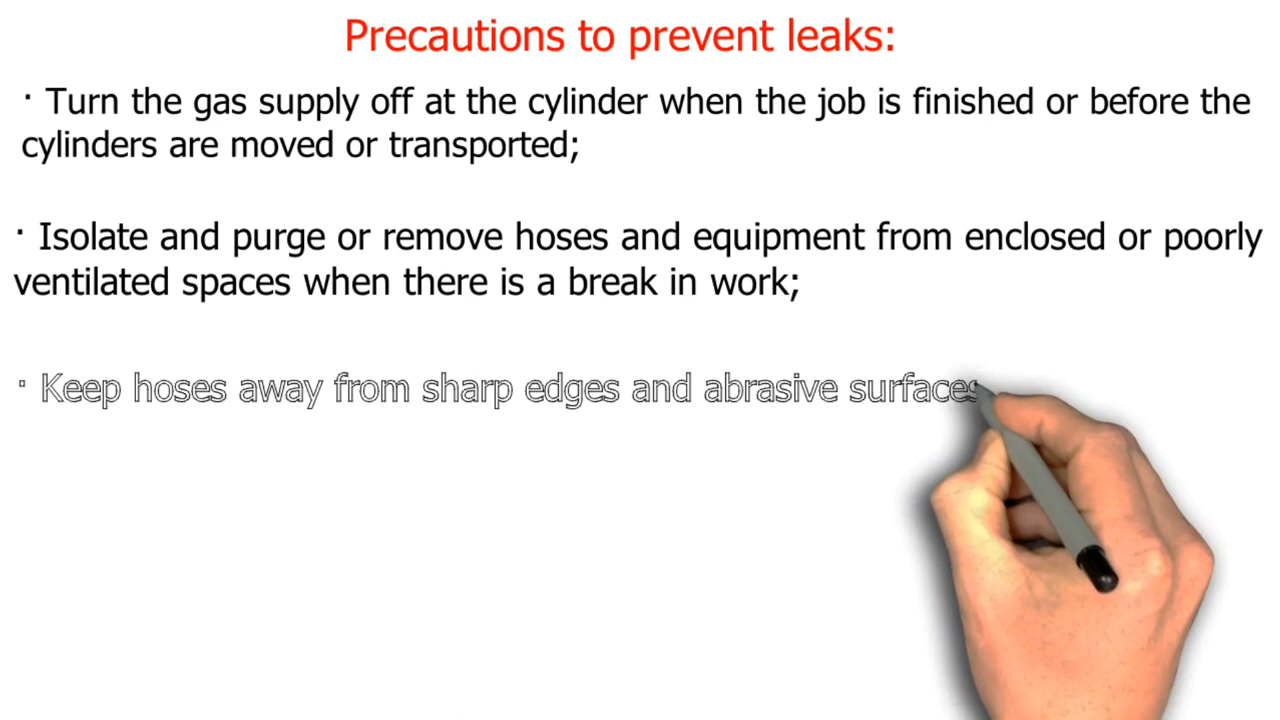 Precautions to prevent leaks:
· Turn the gas supply off at the cylinder when the job is finished or before the
cylinders are moved or transported;
· Isolate and purge or remove hoses and equipment from enclosed or poorly
ventilated spaces when there is a break in work;
· Keep hoses away from sharp edges and abrasive surfaces